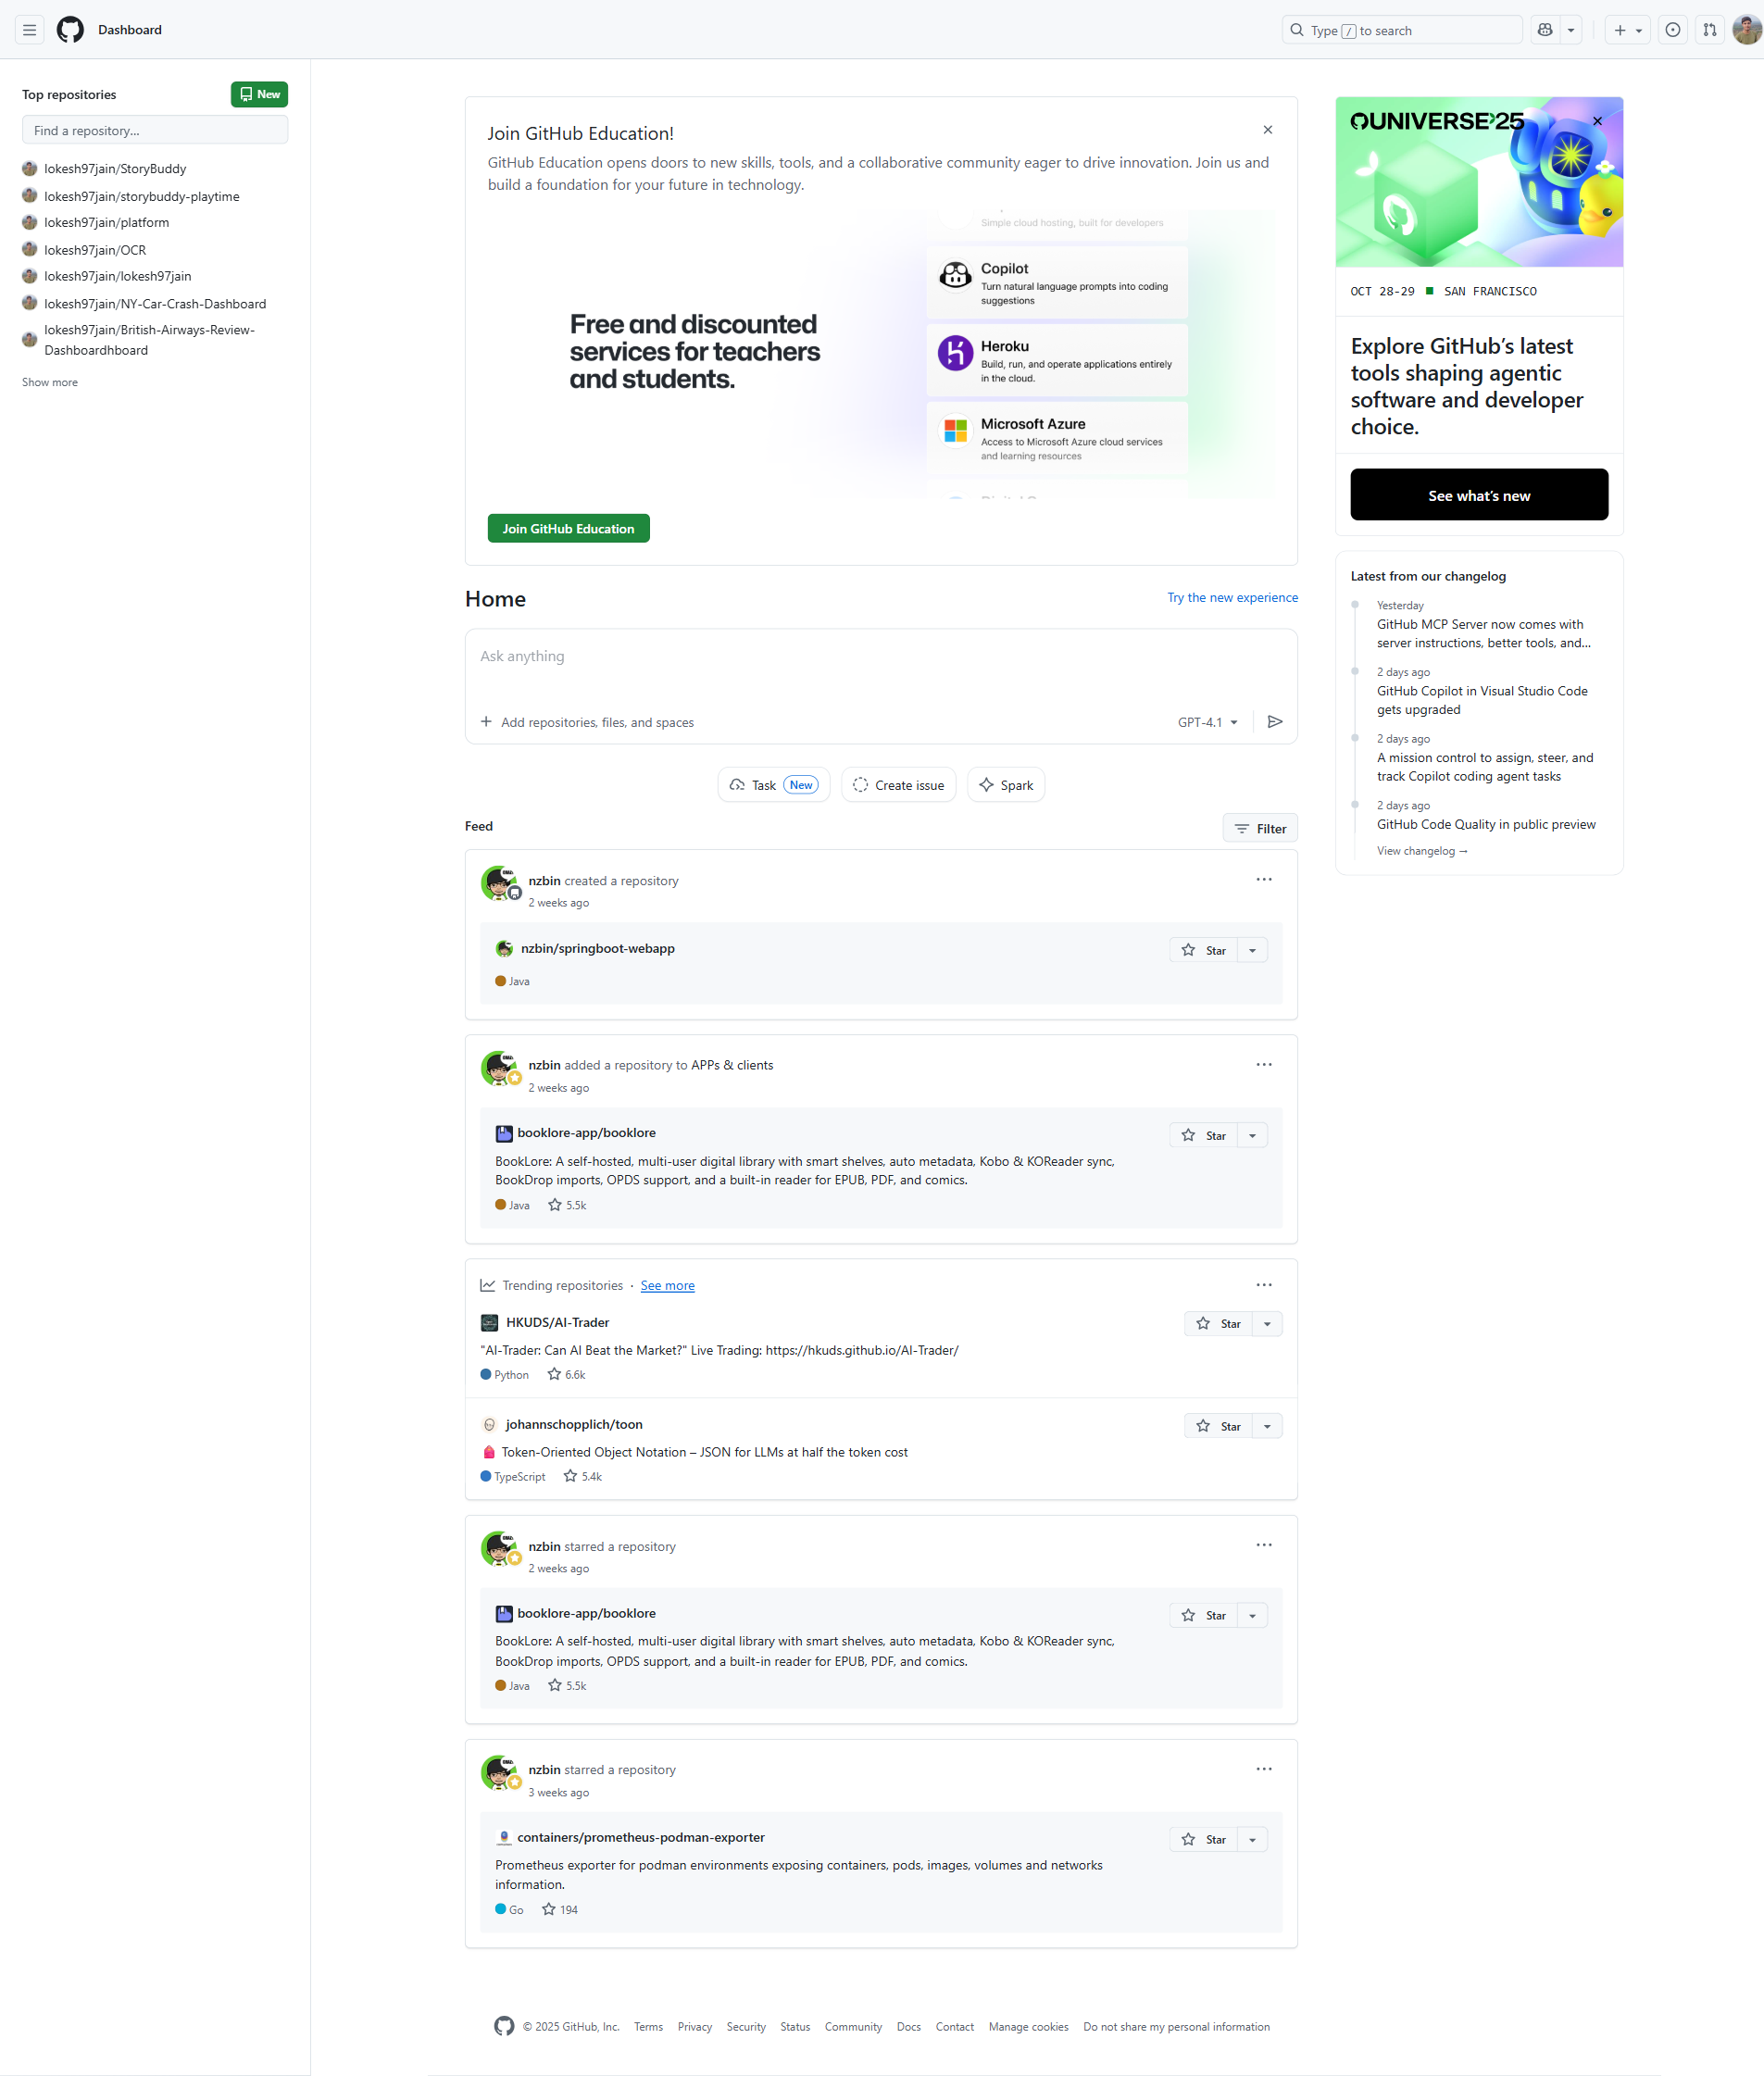 Dashboard
Type / to search
Top repositories
New
Find a repository...
lokesh97jain/StoryBuddy
lokesh97jain/storybuddy-playtime
lokesh97jain/platform
lokesh97jain/OCR
lokesh97jain/lokesh97jain
lokesh97jain/NY-Car-Crash-Dashboard
lokesh97jain/British-Airways-Review-
Dashboardhboard
Show more
Join GitHub Education!
GitHub Education opens doors to new skills, tools, and a collaborative community eager to drive innovation. Join us and
build a foundation for your future in technology.
Free and discounted
services for teachers
and students.
Simple cloud hosting, built for developers
Copilot
Turn natural language prompts into coding
suggestions
Heroku
Build, run, and operate applications entirely
in the cloud.
Microsoft Azure
Access to Microsoft Azure cloud services
and learning resources
Join GitHub Education
Home
Try the new experience
Ask anything
Add repositories, files, and spaces
GPT-4.1
Task New
Create issue
Spark
Feed
Filter
nzbin created a repository
2 weeks ago
nzbin/springboot-webapp
Star
Java
nzbin added a repository to APPs & clients
2 weeks ago
booklore-app/booklore
Star
BookLore: A self-hosted, multi-user digital library with smart shelves, auto metadata, Kobo & KOReader sync,
BookDrop imports, OPDS support, and a built-in reader for EPUB, PDF, and comics.
Java 5.5k
Trending repositories · See more
HKUDS/AI-Trader
Star
"AI-Trader: Can AI Beat the Market?" Live Trading: https://hkuds.github.io/AI-Trader/
Python 6.6k
johannschopplich/toon
Star
Token-Oriented Object Notation – JSON for LLMs at half the token cost
TypeScript 5.4k
nzbin starred a repository
2 weeks ago
booklore-app/booklore
Star
BookLore: A self-hosted, multi-user digital library with smart shelves, auto metadata, Kobo & KOReader sync,
BookDrop imports, OPDS support, and a built-in reader for EPUB, PDF, and comics.
Java 5.5k
nzbin starred a repository
3 weeks ago
containers/prometheus-podman-exporter
Star
Prometheus exporter for podman environments exposing containers, pods, images, volumes and networks
information.
Go 194
UNIVERSE'25
OCT 28-29 SAN FRANCISCO
Explore GitHub’s latest
tools shaping agentic
software and developer
choice.
See what’s new
Latest from our changelog
Yesterday
GitHub MCP Server now comes with
server instructions, better tools, and...
2 days ago
GitHub Copilot in Visual Studio Code
gets upgraded
2 days ago
A mission control to assign, steer, and
track Copilot coding agent tasks
2 days ago
GitHub Code Quality in public preview
View changelog →
© 2025 GitHub, Inc. Terms Privacy Security Status Community Docs Contact Manage cookies Do not share my personal information